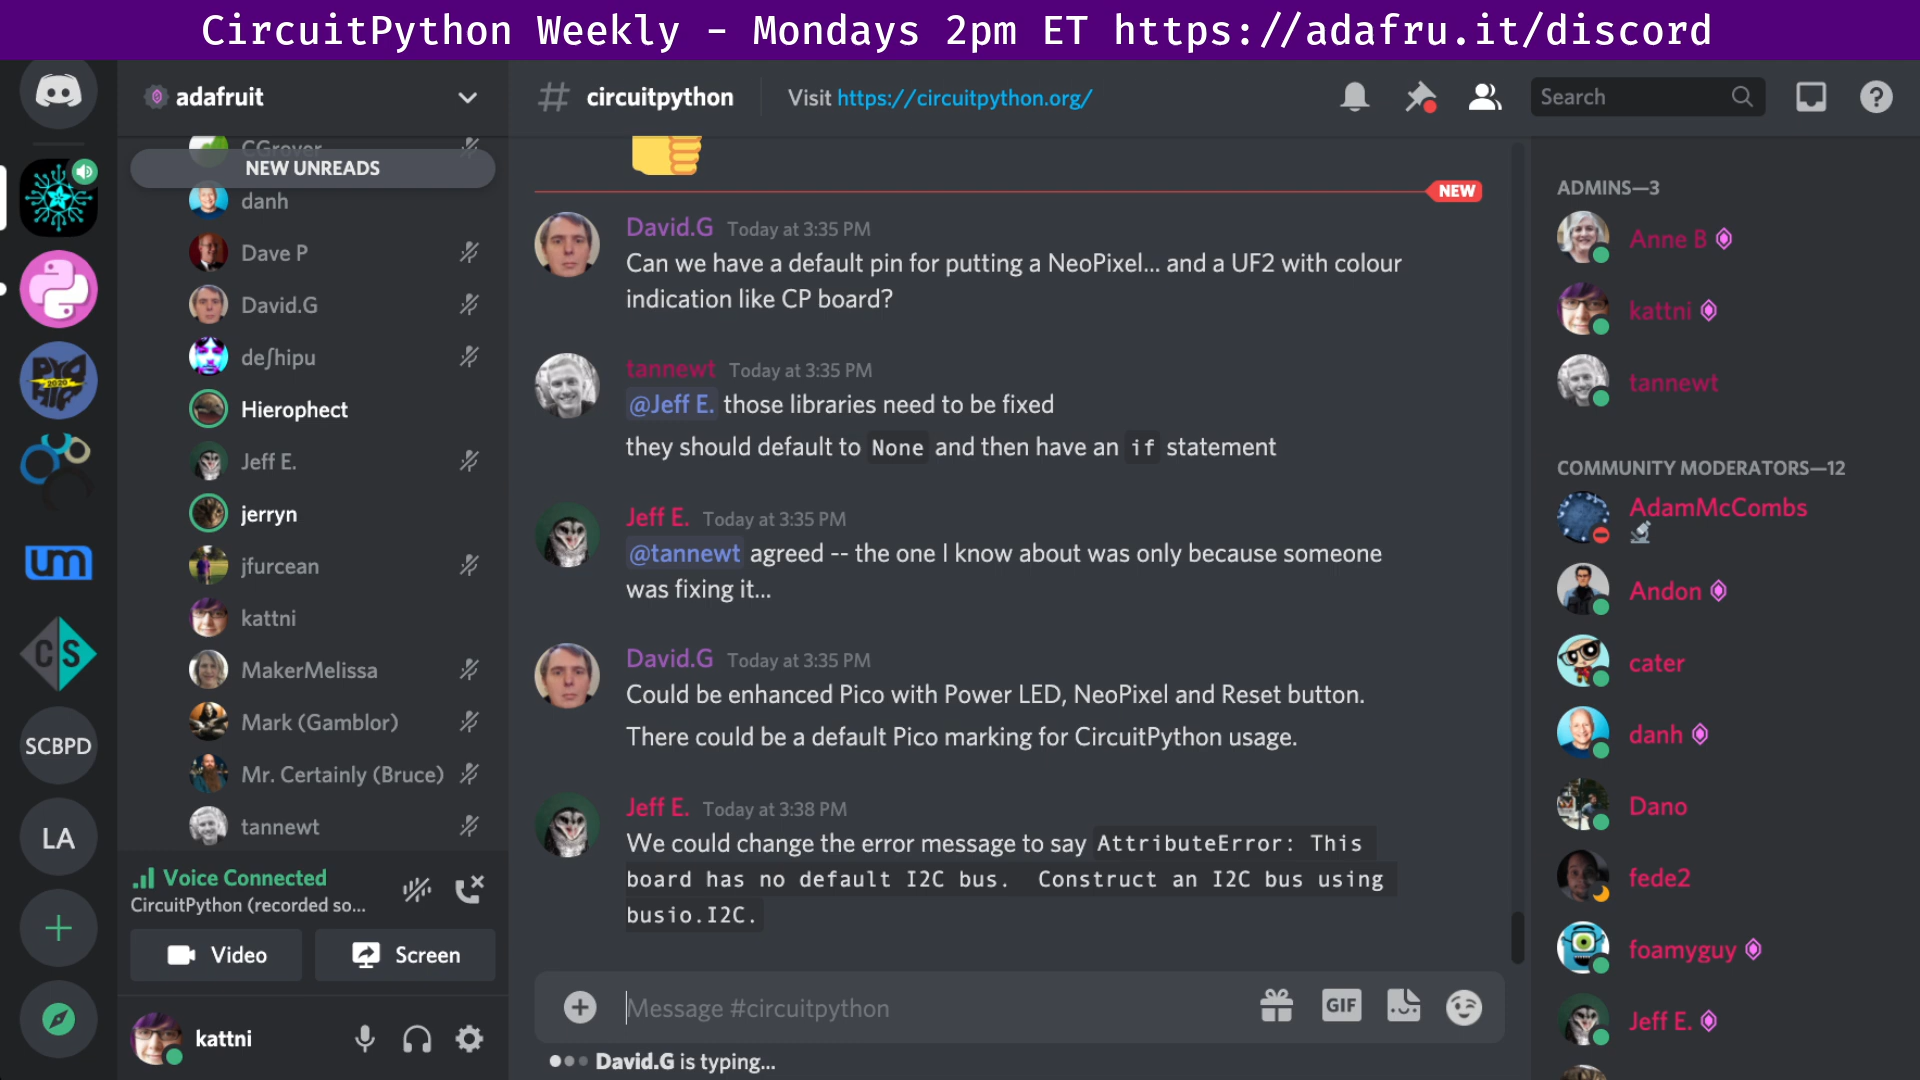 CircuitPython Weekly - Mondays 2pm ET https://adafru.it/discord
adafruit
CGrover
NEW UNREADS
danh
Dave P
David.G
deʃhipu
Hierophect
Jeff E.
jerryn
jfurcean
kattni
MakerMelissa
Mark (Gamblor)
Mr. Certainly (Bruce)
tannewt
Voice Connected
CircuitPython (recorded so...
Video
Screen
kattni
PYO
2020
HIP
um
CS
SCBPD
LA
circuitpython
Visit https://circuitpython.org/
Search
NEW
David.G Today at 3:35 PM
Can we have a default pin for putting a NeoPixel... and a UF2 with colour
indication like CP board?
tannewt Today at 3:35 PM
@Jeff E. those libraries need to be fixed
they should default to None and then have an if statement
Jeff E. Today at 3:35 PM
@tannewt agreed -- the one I know about was only because someone
was fixing it...
David.G Today at 3:35 PM
Could be enhanced Pico with Power LED, NeoPixel and Reset button.
There could be a default Pico marking for CircuitPython usage.
Jeff E. Today at 3:38 PM
We could change the error message to say AttributeError: This
board has no default I2C bus. Construct an I2C bus using
busio.I2C.
Message #circuitpython
GIF
David.G is typing...
ADMINS—3
Anne B
kattni
tannewt
COMMUNITY MODERATORS—12
AdamMcCombs
Andon
cater
danh
Dano
fede2
foamyguy
Jeff E.